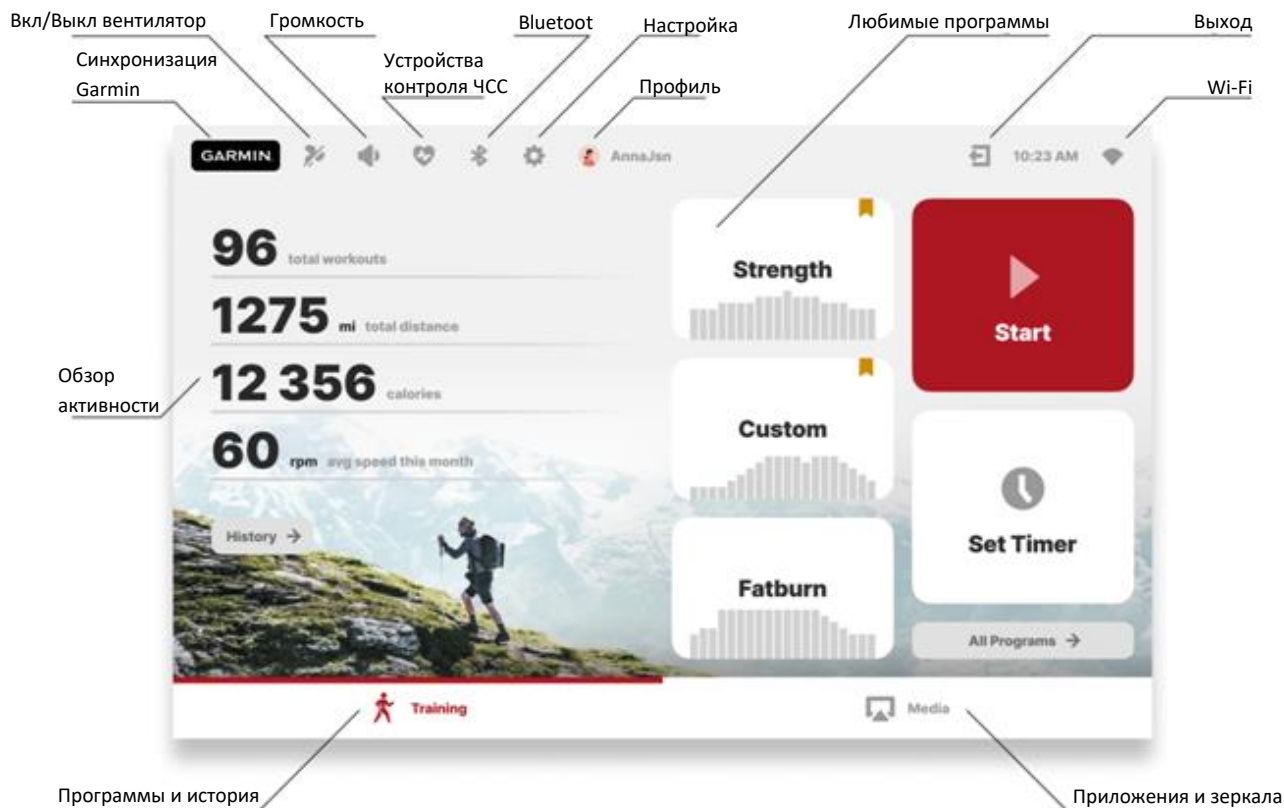 Вкл/Выкл вентилятор
Громкость
Bluetoot
Настройка
Любимые программы
Выход
Синхронизация
Garmin
Устройства
контроля ЧСС
Профиль
Wi-Fi
GARMIN
AnnaJsn
10:23 AM
96 total workouts
1275 mi total distance
12 356 calories
60 rpm avg speed this month
History →
Обзор
активности
Strength
Custom
Fatburn
Start
Set Timer
All Programs →
Training
Media
Программы и история
Приложения и зеркала